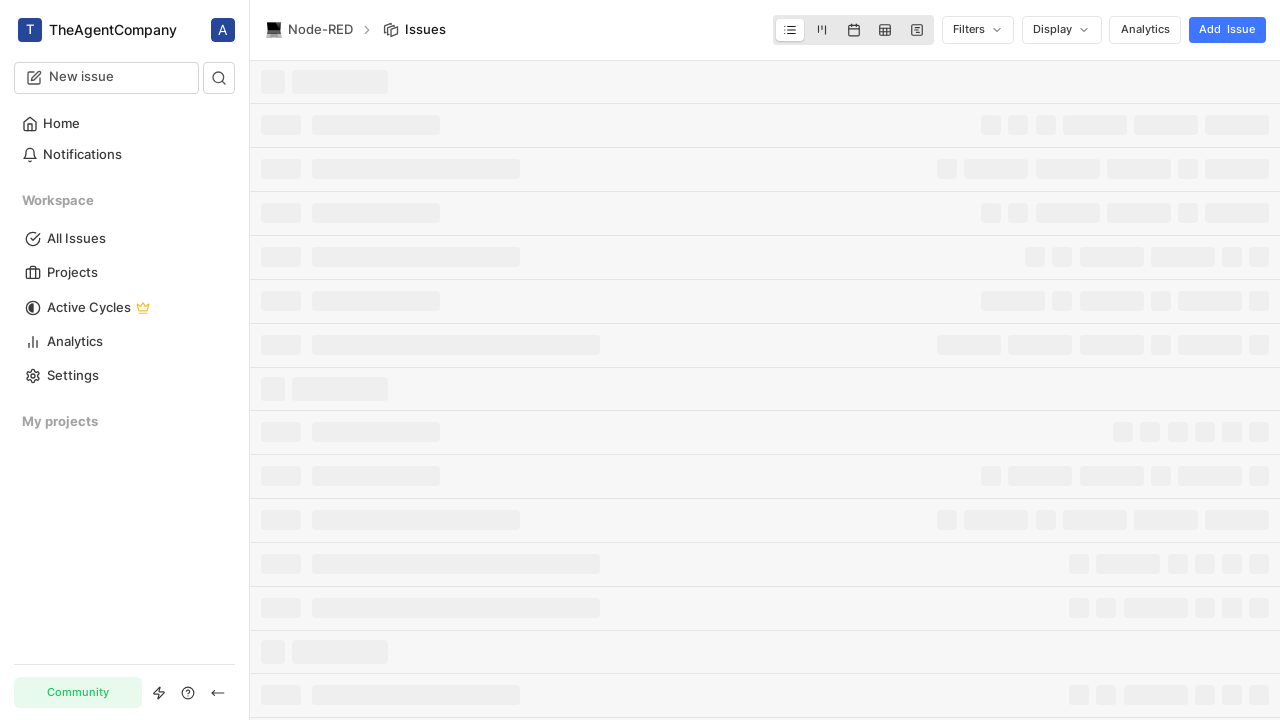 T TheAgentCompany A
New issue
Home
Notifications
Workspace
All Issues
Projects
Active Cycles
Analytics
Settings
My projects
Community
Node-RED
Issues
Filters
Display
Analytics
Add Issue